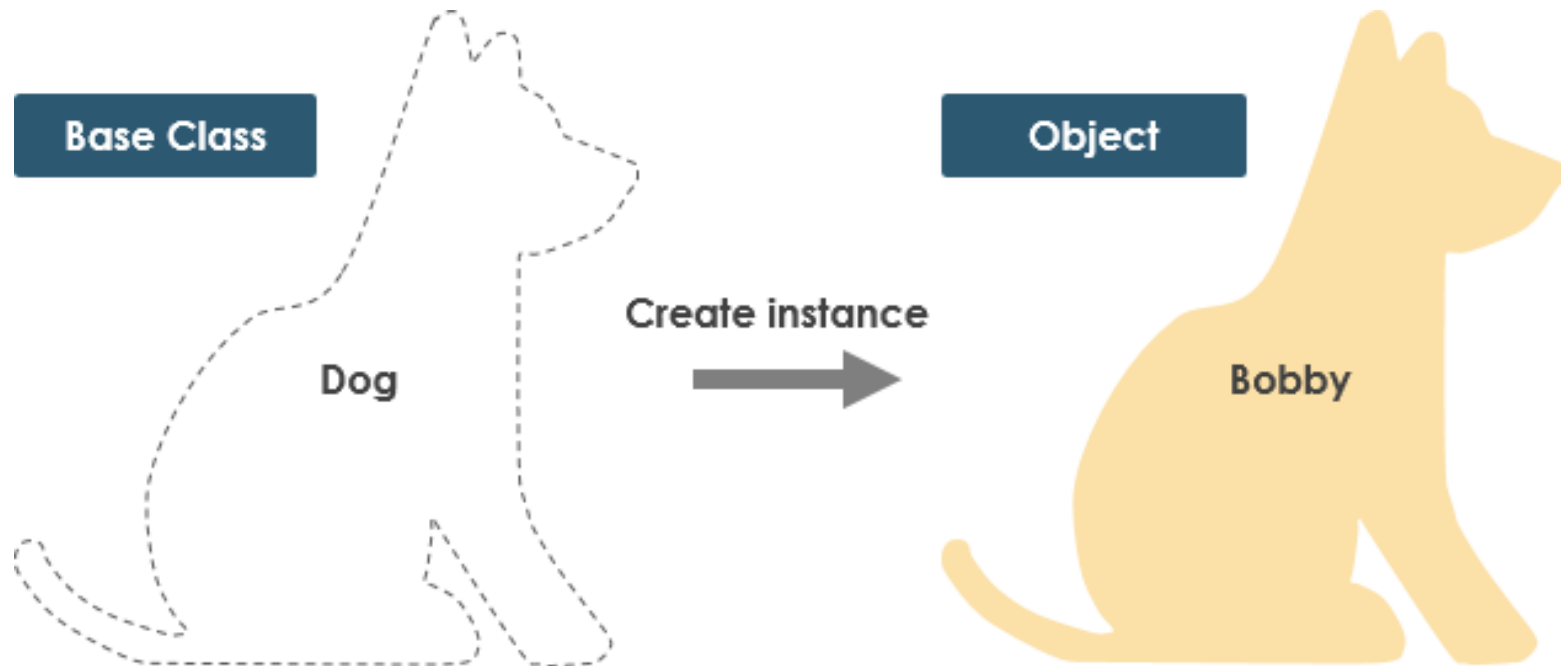 Base Class
Object
Create instance
Dog
Bobby